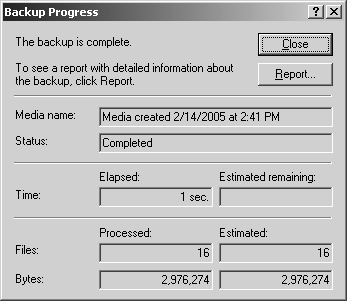 Backup Progress
The backup is complete.
Close
To see a report with detailed information about
the backup, click Report.
Report...
Media name:
Media created 2/14/2005 at 2:41 PM
Status:
Completed
Elapsed:
Estimated remaining:
Time:
1 sec.
Processed:
Estimated:
Files:
16
16
Bytes:
2,976,274
2,976,274